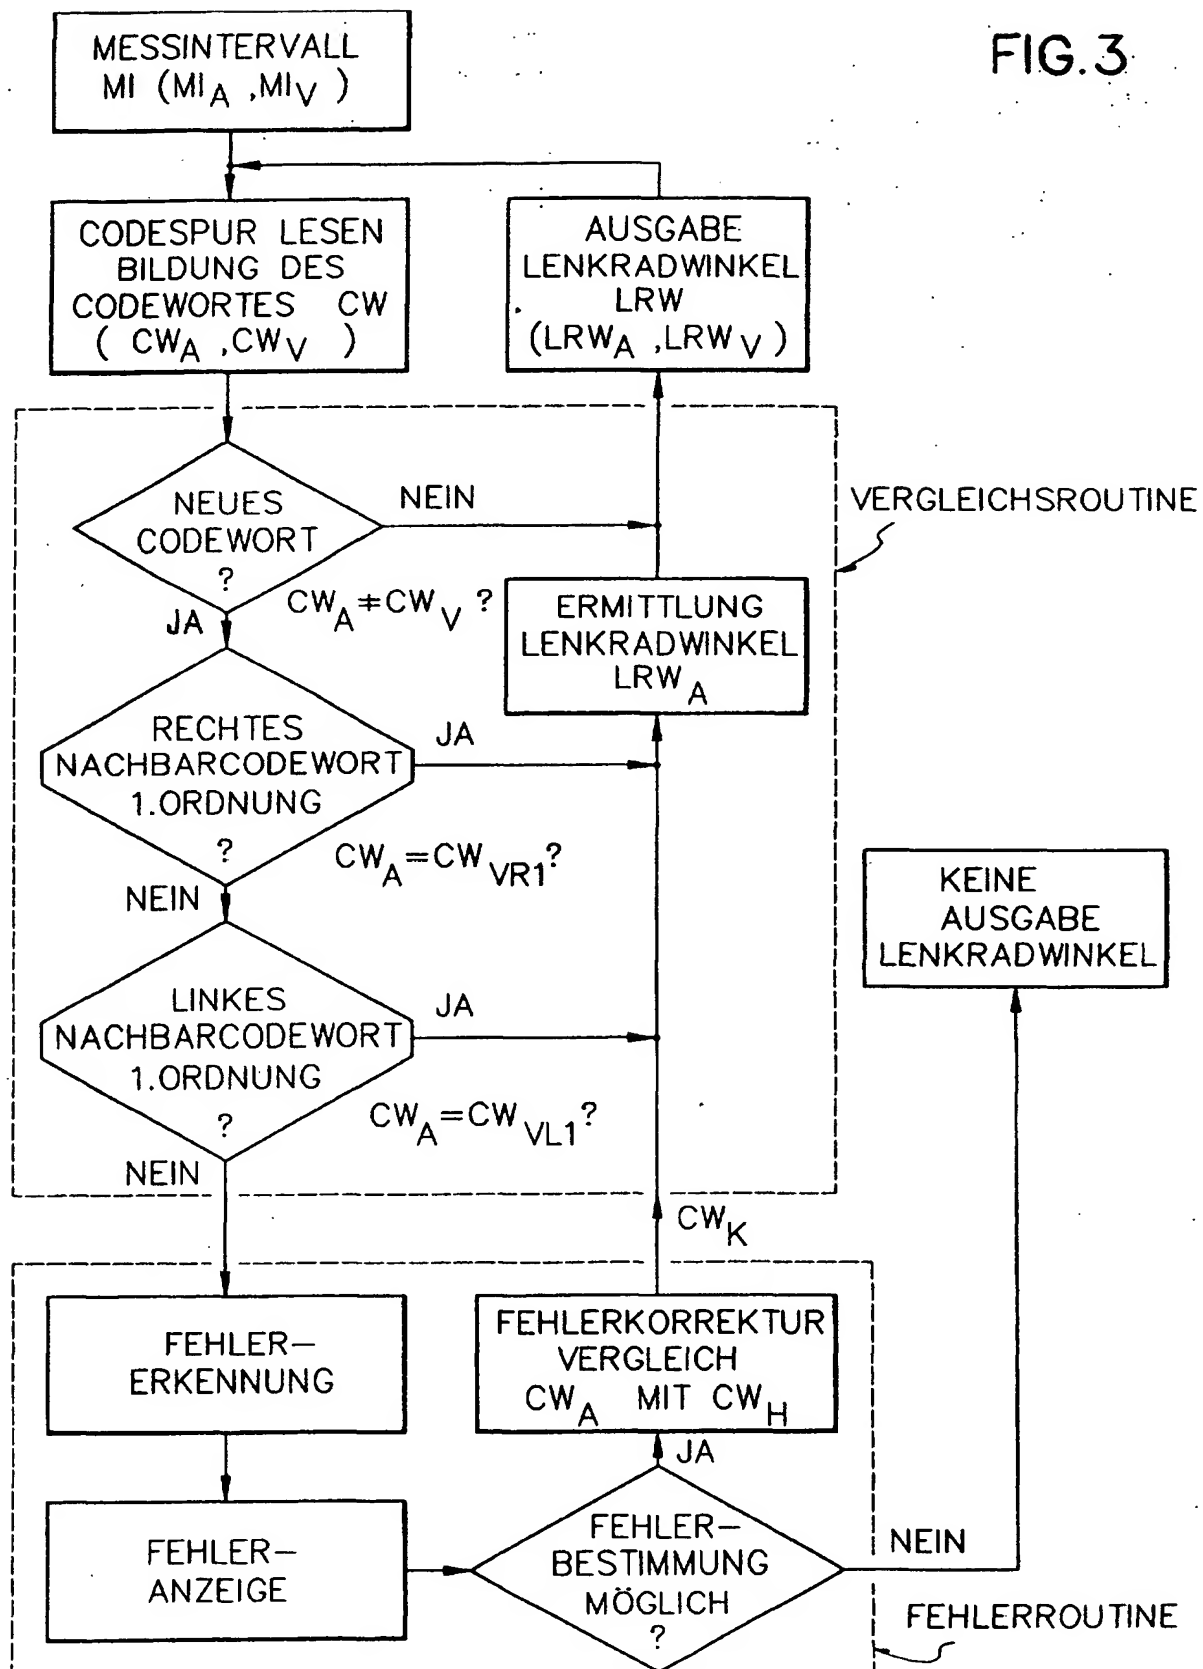 FIG.3
MESSINTERVALL
MI (MI_A ,MI_V )
CODESPUR LESEN
BILDUNG DES
CODEWORTES CW
( CW_A ,CW_V )
AUSGABE
LENKRADWINKEL
LRW
(LRW_A ,LRW_V )
NEUES
CODEWORT
?
NEIN
VERGLEICHSROUTINE
CW_A ≠ CW_V ?
JA
ERMITTLUNG
LENKRADWINKEL
LRW_A
RECHTES
NACHBARCODEWORT
1.ORDNUNG
?
JA
CW_A = CW_VR1 ?
NEIN
KEINE
AUSGABE
LENKRADWINKEL
LINKES
NACHBARCODEWORT
1.ORDNUNG
?
JA
CW_A = CW_VL1 ?
NEIN
CW_K
FEHLER–
ERKENNUNG
FEHLERKORREKTUR
VERGLEICH
CW_A MIT CW_H
JA
FEHLER–
ANZEIGE
FEHLER–
BESTIMMUNG
MÖGLICH
?
NEIN
FEHLERROUTINE